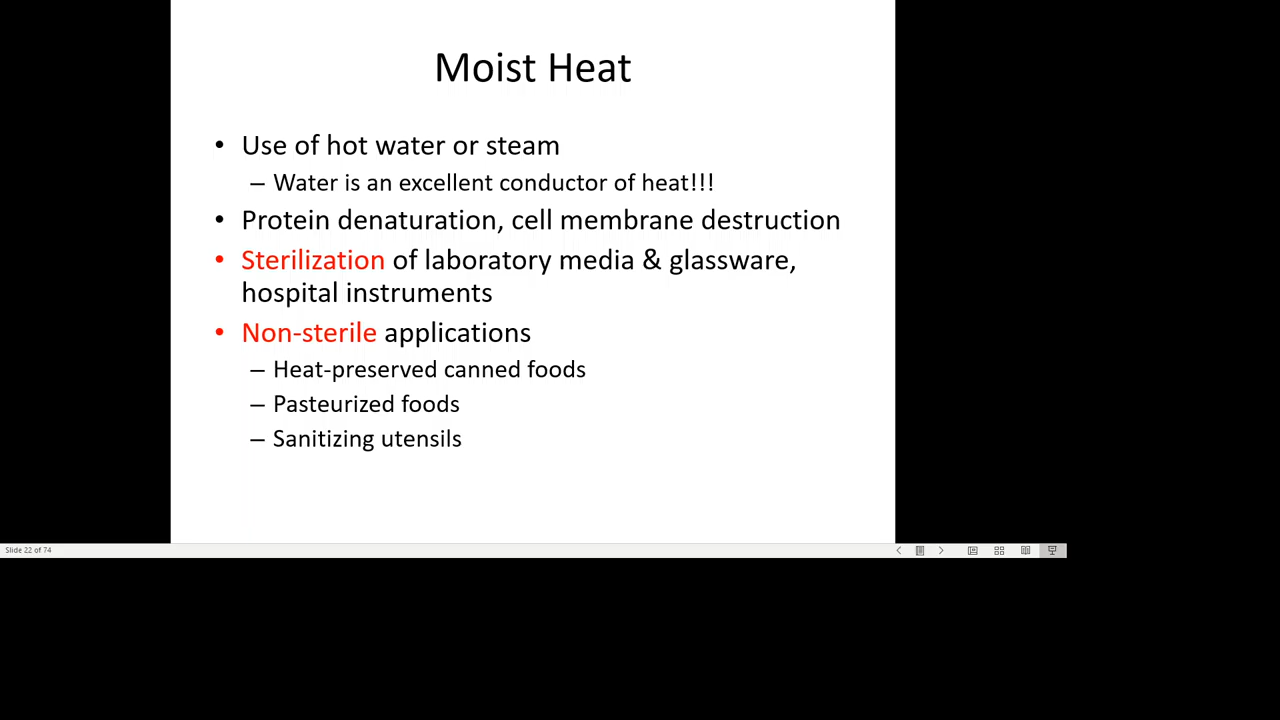 Moist Heat
• Use of hot water or steam
– Water is an excellent conductor of heat!!!
• Protein denaturation, cell membrane destruction
• Sterilization of laboratory media & glassware,
hospital instruments
• Non-sterile applications
– Heat-preserved canned foods
– Pasteurized foods
– Sanitizing utensils
Slide 22 of 74